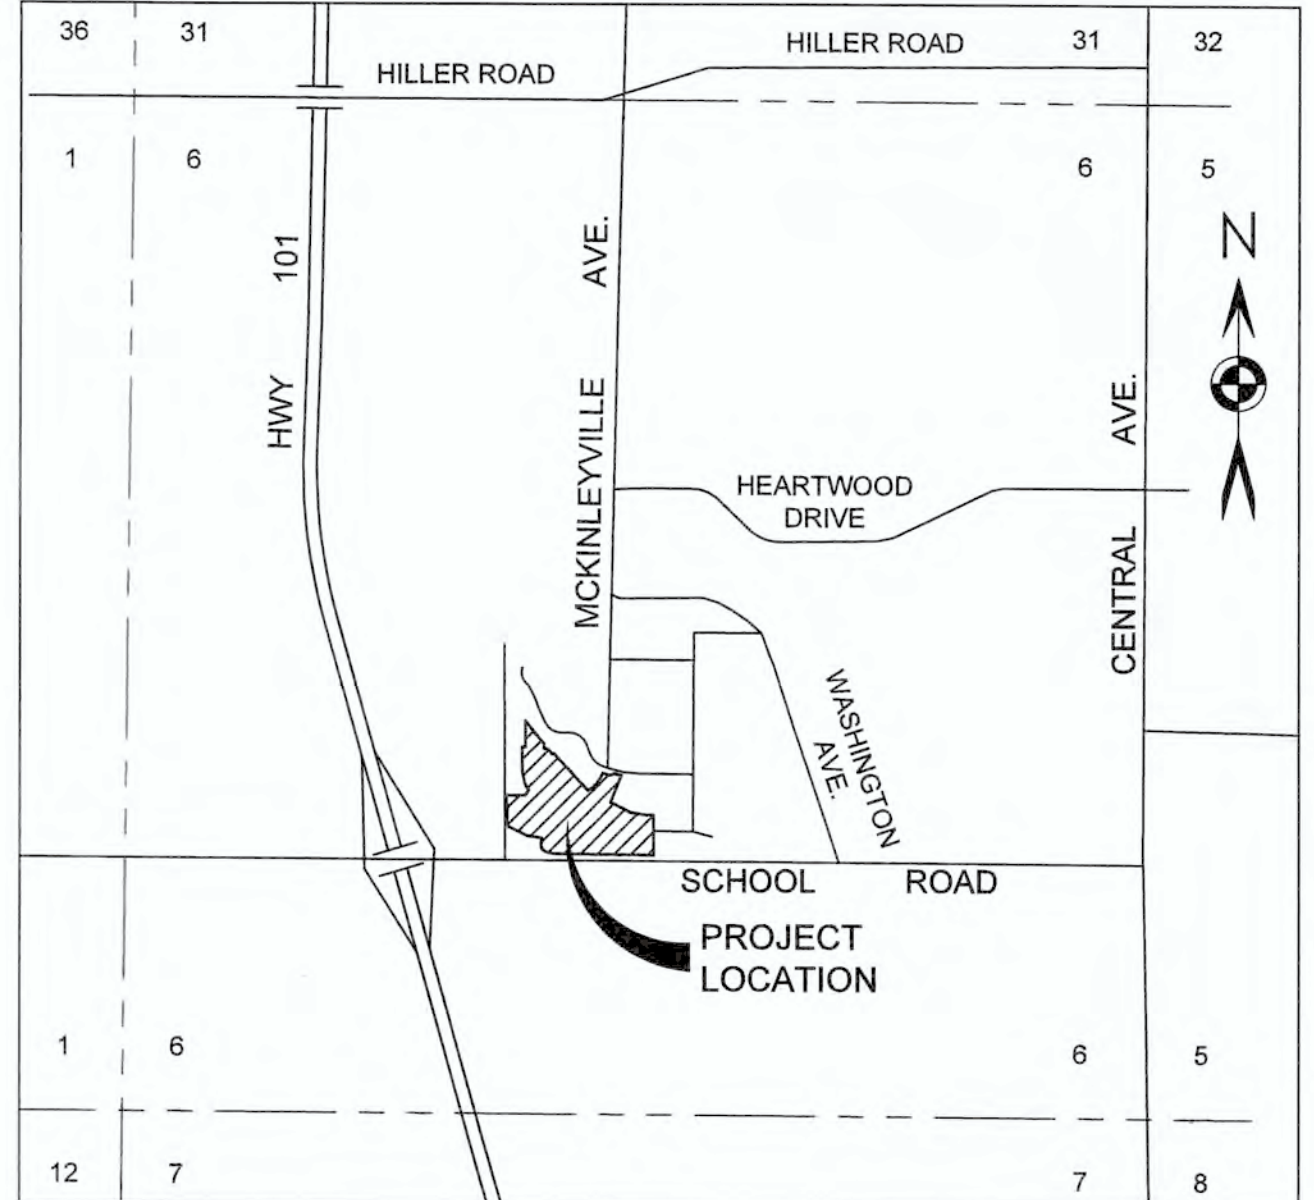 36
31
HILLER ROAD
31
32
HILLER ROAD
1
6
6
5
N
HWY 101
MCKINLEYVILLE AVE.
CENTRAL AVE.
HEARTWOOD
DRIVE
WASHINGTON
AVE.
SCHOOL ROAD
PROJECT
LOCATION
1
6
6
5
12
7
7
8